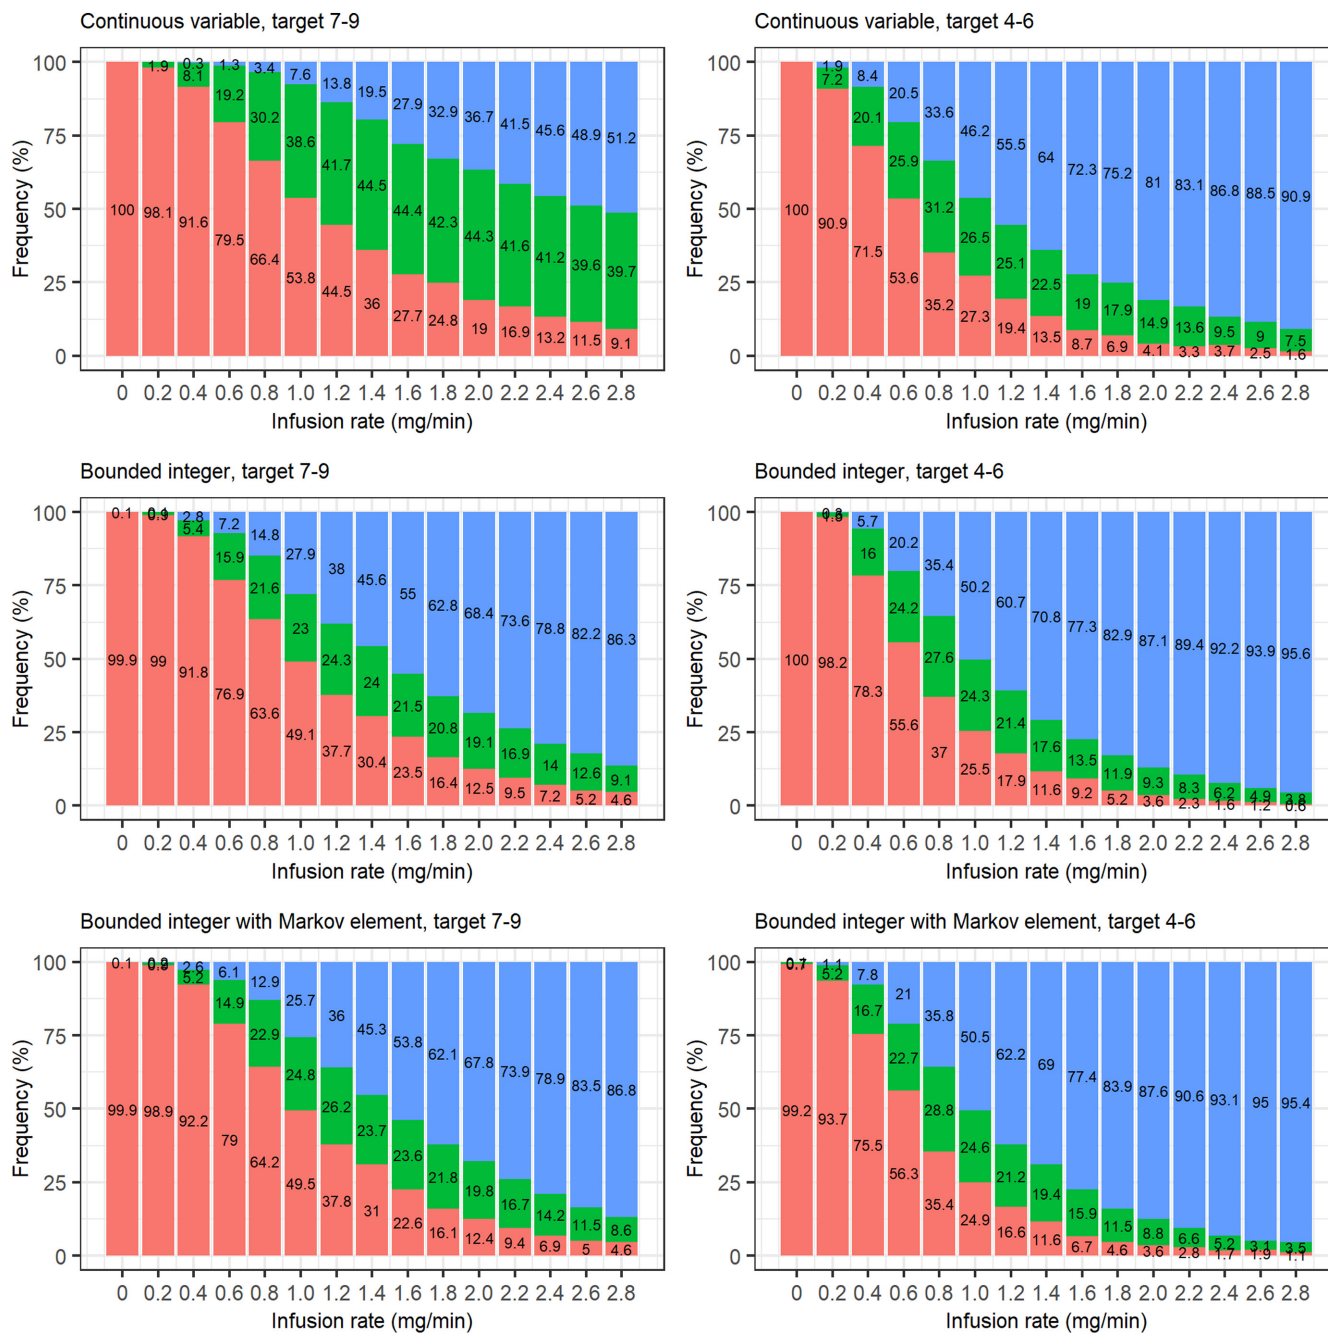 Continuous variable, target 7-9
100 1.9 0.3 1.3 3.4 7.6 13.8 19.5 27.9 32.9 36.7 41.5 45.6 48.9 51.2
8.1 19.2 30.2 38.6 41.7 44.5 44.4 42.3 44.3 41.6 41.2 39.6 39.7
100 98.1 91.6 79.5 66.4 53.8 44.5 36 27.7 24.8 19 16.9 13.2 11.5 9.1
75
50
25
0
Frequency (%)
0 0.2 0.4 0.6 0.8 1.0 1.2 1.4 1.6 1.8 2.0 2.2 2.4 2.6 2.8
Infusion rate (mg/min)
Continuous variable, target 4-6
100 1.9 8.4 20.5 33.6 46.2 55.5 64 72.3 75.2 81 83.1 86.8 88.5 90.9
7.2 20.1 25.9 31.2 26.5 25.1 22.5 19 17.9 14.9 13.6 9.5 9 7.5
100 90.9 71.5 53.6 35.2 27.3 19.4 13.5 8.7 6.9 4.1 3.3 3.7 2.5 1.6
75
50
25
0
Frequency (%)
0 0.2 0.4 0.6 0.8 1.0 1.2 1.4 1.6 1.8 2.0 2.2 2.4 2.6 2.8
Infusion rate (mg/min)
Bounded integer, target 7-9
100 0.1 2.8 7.2 14.8 27.9 38 45.6 55 62.8 68.4 73.6 78.8 82.2 86.3
5.4 15.9 21.6 23 24.3 24 21.5 20.8 19.1 16.9 14 12.6 9.1
99.9 99 91.8 76.9 63.6 49.1 37.7 30.4 23.5 16.4 12.5 9.5 7.2 5.2 4.6
75
50
25
0
Frequency (%)
0 0.2 0.4 0.6 0.8 1.0 1.2 1.4 1.6 1.8 2.0 2.2 2.4 2.6 2.8
Infusion rate (mg/min)
Bounded integer, target 4-6
100 5.7 20.2 35.4 50.2 60.7 70.8 77.3 82.9 87.1 89.4 92.2 93.9 95.6
16 24.2 27.6 24.3 21.4 17.6 13.5 11.9 9.3 8.3 6.2 4.9
100 98.2 78.3 55.6 37 25.5 17.9 11.6 9.2 5.2 3.6 2.3 1.6 1.2
75
50
25
0
Frequency (%)
0 0.2 0.4 0.6 0.8 1.0 1.2 1.4 1.6 1.8 2.0 2.2 2.4 2.6 2.8
Infusion rate (mg/min)
Bounded integer with Markov element, target 7-9
100 0.1 2.6 6.1 12.9 25.7 36 45.3 53.8 62.1 67.8 73.9 78.9 83.5 86.8
5.2 14.9 22.9 24.8 26.2 23.7 23.6 21.8 19.8 16.7 14.2 11.5 8.6
99.9 98.9 92.2 79 64.2 49.5 37.8 31 22.6 16.1 12.4 9.4 6.9 5 4.6
75
50
25
0
Frequency (%)
0 0.2 0.4 0.6 0.8 1.0 1.2 1.4 1.6 1.8 2.0 2.2 2.4 2.6 2.8
Infusion rate (mg/min)
Bounded integer with Markov element, target 4-6
100 1.1 7.8 21 35.8 50.5 62.2 69 77.4 83.9 87.6 90.6 93.1 95 95.4
5.2 16.7 22.7 28.8 24.6 21.2 19.4 15.9 11.5 8.8 6.6 5.2 3.1 3.5
99.2 93.7 75.5 56.3 35.4 24.9 16.6 11.6 6.7 4.6 3.6 2.8 1.7 1.9 1.1
75
50
25
0
Frequency (%)
0 0.2 0.4 0.6 0.8 1.0 1.2 1.4 1.6 1.8 2.0 2.2 2.4 2.6 2.8
Infusion rate (mg/min)